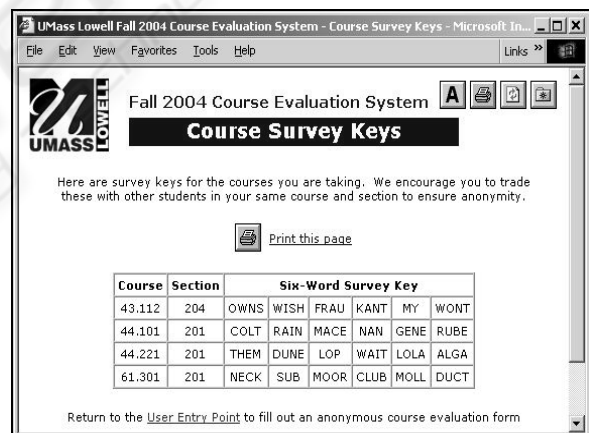 UMass Lowell Fall 2004 Course Evaluation System - Course Survey Keys - Microsoft In...
File Edit View Favorites Tools Help Links »
UMASS LOWELL
Fall 2004 Course Evaluation System A
Course Survey Keys
Here are survey keys for the courses you are taking. We encourage you to trade
these with other students in your same course and section to ensure anonymity.
Print this page
Course Section Six-Word Survey Key
43.112 204 OWNS WISH FRAU KANT MY WONT
44.101 201 COLT RAIN MACE NAN GENE RUBE
44.221 201 THEM DUNE LOP WAIT LOLA ALGA
61.301 201 NECK SUB MOOR CLUB MOLL DUCT
Return to the User Entry Point to fill out an anonymous course evaluation form